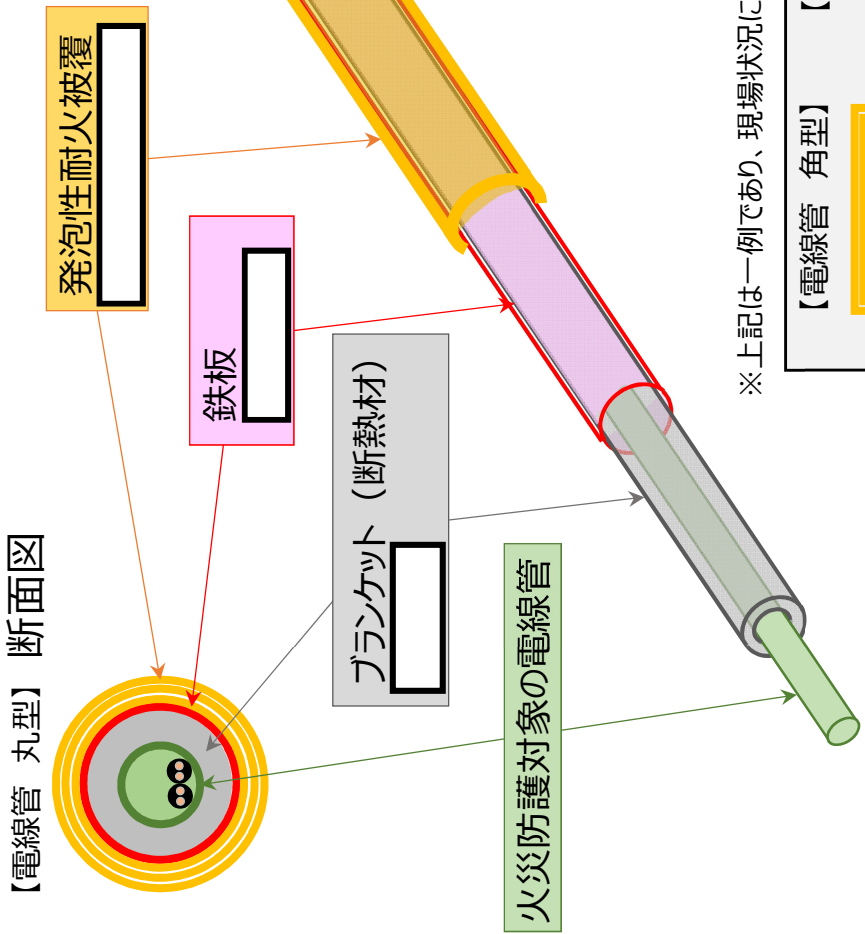 【電線管 丸型】 断面図
発泡性耐火被覆
鉄板
ブランケット（断熱材）
火災防護対象の電線管
※上記は一例であり、現場状況に
【電線管 角型】
【